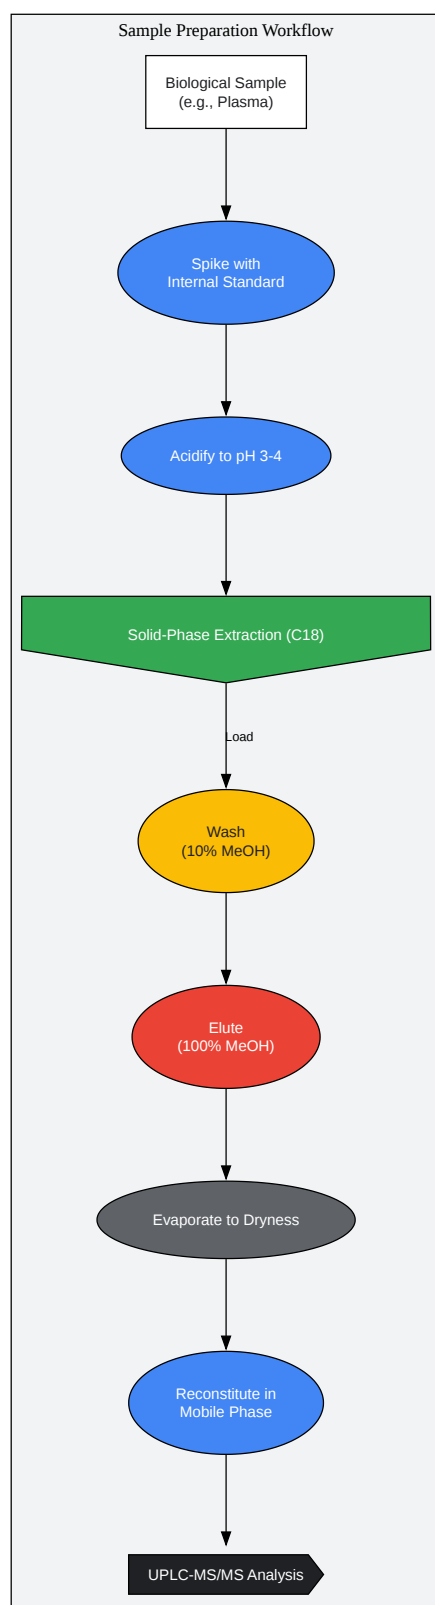 Sample Preparation Workflow
Biological Sample
(e.g., Plasma)
Spike with
Internal Standard
Acidify to pH 3-4
Solid-Phase Extraction (C18)
Load
Wash
(10% MeOH)
Elute
(100% MeOH)
Evaporate to Dryness
Reconstitute in
Mobile Phase
UPLC-MS/MS Analysis